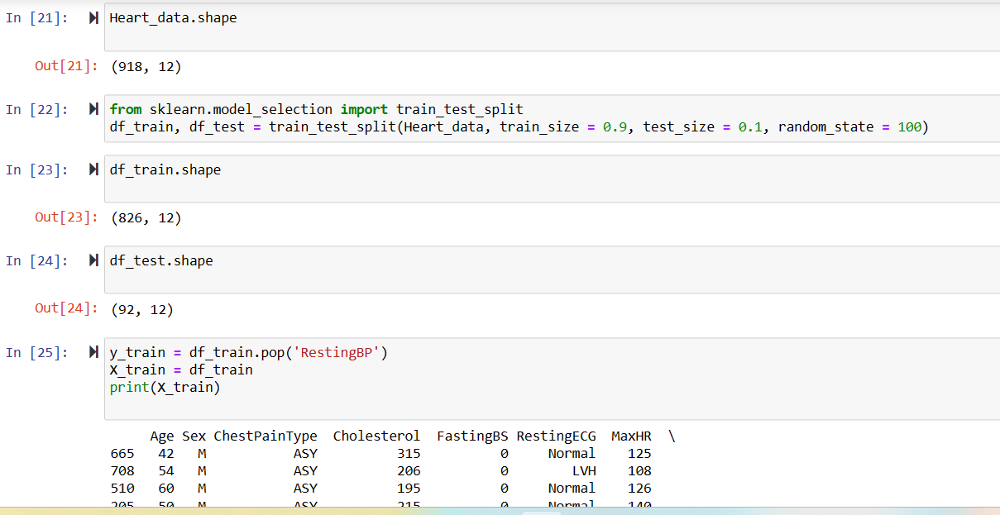 In [21]: Heart_data.shape
Out[21]: (918, 12)
In [22]: from sklearn.model_selection import train_test_split
df_train, df_test = train_test_split(Heart_data, train_size = 0.9, test_size = 0.1, random_state = 100)
In [23]: df_train.shape
Out[23]: (826, 12)
In [24]: df_test.shape
Out[24]: (92, 12)
In [25]: y_train = df_train.pop('RestingBP')
X_train = df_train
print(X_train)
Age Sex ChestPainType Cholesterol FastingBS RestingECG MaxHR \
665 42 M ASY 315 0 Normal 125
708 54 M ASY 206 0 LVH 108
510 60 M ASY 195 0 Normal 126
205 50 M ASY 215 0 Normal 140